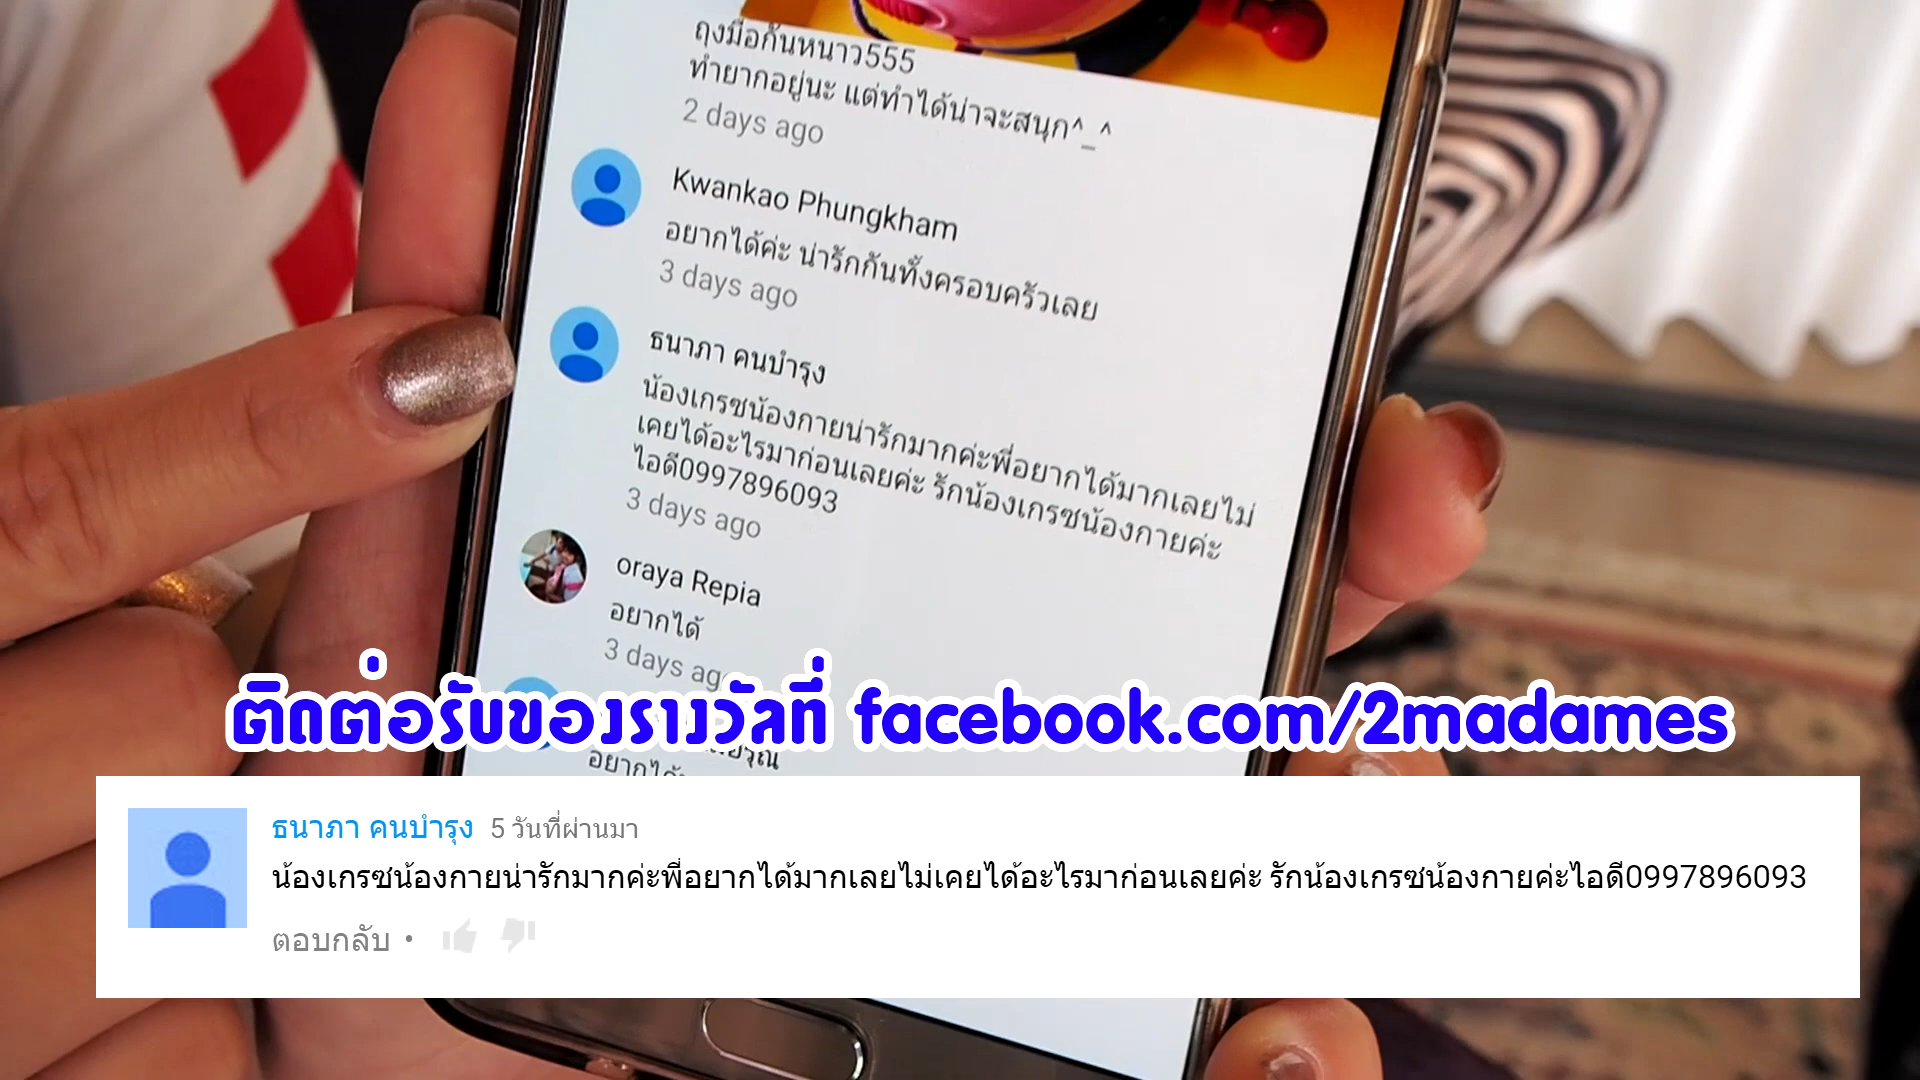 ถุงมือกันหนาว555
ทำยากอยู่นะ แต่ทำได้น่าจะสนุก^_^
2 days ago
Kwankao Phungkham
อยากได้ค่ะ น่ารักกันทั้งครอบครัวเลย
3 days ago
ธนาภา คนบำรุง
น้องเกรซน้องกายน่ารักมากค่ะพี่อยากได้มากเลยไม่
เคยได้อะไรมาก่อนเลยค่ะ รักน้องเกรซน้องกายค่ะ
ไอดี0997896093
3 days ago
oraya Repia
อยากได้
3 days ago
ติดต่อรับของรางวัลที่ facebook.com/2madames
ธนาภา คนบำรุง 5 วันที่ผ่านมา
น้องเกรซน้องกายน่ารักมากค่ะพี่อยากได้มากเลยไม่เคยได้อะไรมาก่อนเลยค่ะ รักน้องเกรซน้องกายค่ะไอดี0997896093
ตอบกลับ •